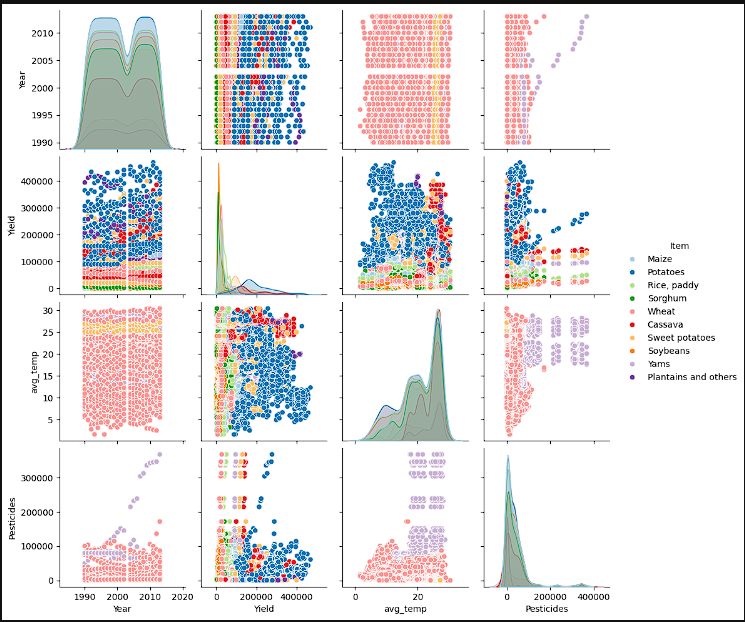 2010
2005
2000
1995
1990
Year
400000
300000
200000
100000
0
Yield
30
25
20
15
10
5
avg_temp
300000
200000
100000
0
Pesticides
1990 2000 2010 2020
Year
0 200000 400000
Yield
0 20
avg_temp
0 200000 400000
Pesticides
Item
Maize
Potatoes
Rice, paddy
Sorghum
Wheat
Cassava
Sweet potatoes
Soybeans
Yams
Plantains and others